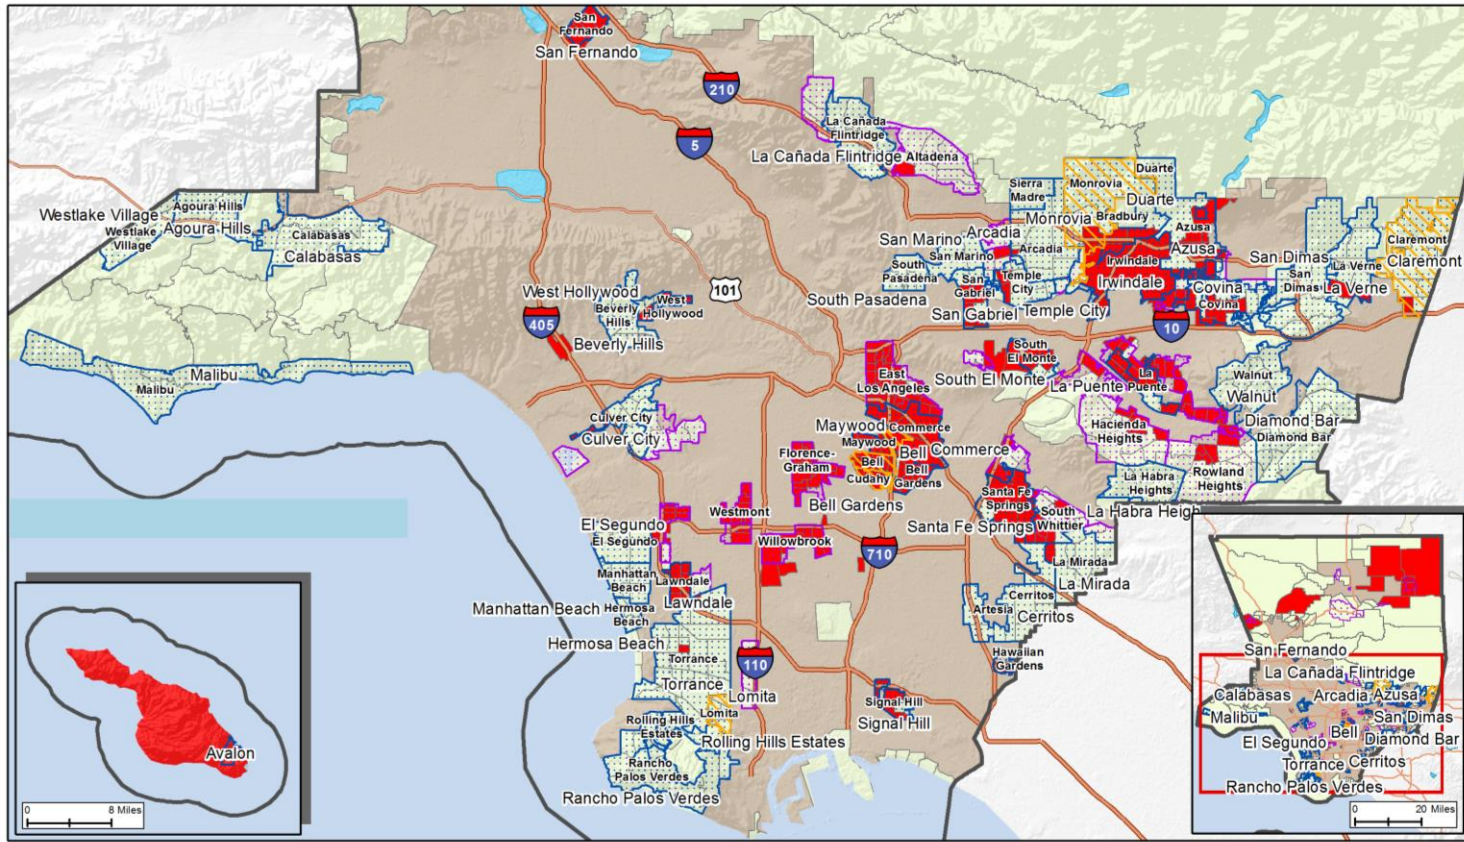 San
Fernando
San Fernando
210
5
La Cañada
Flintridge
La Cañada Flintridge
Altadena
Duarte
Monrovia
Sierra
Madre
Duarte
Agoura Hills
Westlake Village
Westlake
Village
Agoura Hills
Calabasas
Calabasas
Monrovia
Bradbury
Arcadia
Arcadia
Azusa
Azusa
San Marino
San Marino
Claremont
Claremont
South
Pasadena
South Pasadena
Irwindale
Irwindale
San Dimas
San
Dimas
La Verne
La Verne
Temple
City
Temple City
San
Gabriel
San Gabriel
Covina
Covina
West Hollywood
West
Hollywood
Beverly
Hills
Beverly Hills
101
405
10
Malibu
Malibu
South
El Monte
South El Monte
East
Los Angeles
La Puente
La
Puente
Walnut
Walnut
Culver City
Culver City
Maywood
Maywood
Commerce
Commerce
Hacienda
Heights
Diamond Bar
Diamond Bar
Florence-
Graham
Bell
Bell
Cudahy
Bell
Gardens
Bell Gardens
Rowland
Heights
La Habra
Heights
La Habra Heigh
Santa Fe
Springs
Santa Fe Springs
South
Whittier
Westmont
El Segundo
El Segundo
Willowbrook
710
La Mirada
La Mirada
Manhattan
Beach
Manhattan Beach
Lawndale
Lawndale
Hermosa
Beach
Hermosa Beach
Cerritos
Artesia
Cerritos
Hawaiian
Gardens
Torrance
Torrance
110
Lomita
Lomita
Signal Hill
Signal Hill
Rolling Hills
Estates
Rolling Hills Estates
Rancho
Palos Verdes
Rancho Palos Verdes
Avalon
0 8 Miles
San Fernando
La Cañada Flintridge
Calabasas
Arcadia
Azusa
Malibu
San Dimas
Bell
Diamond Bar
El Segundo
Torrance
Cerritos
Rancho Palos Verdes
0 20 Miles